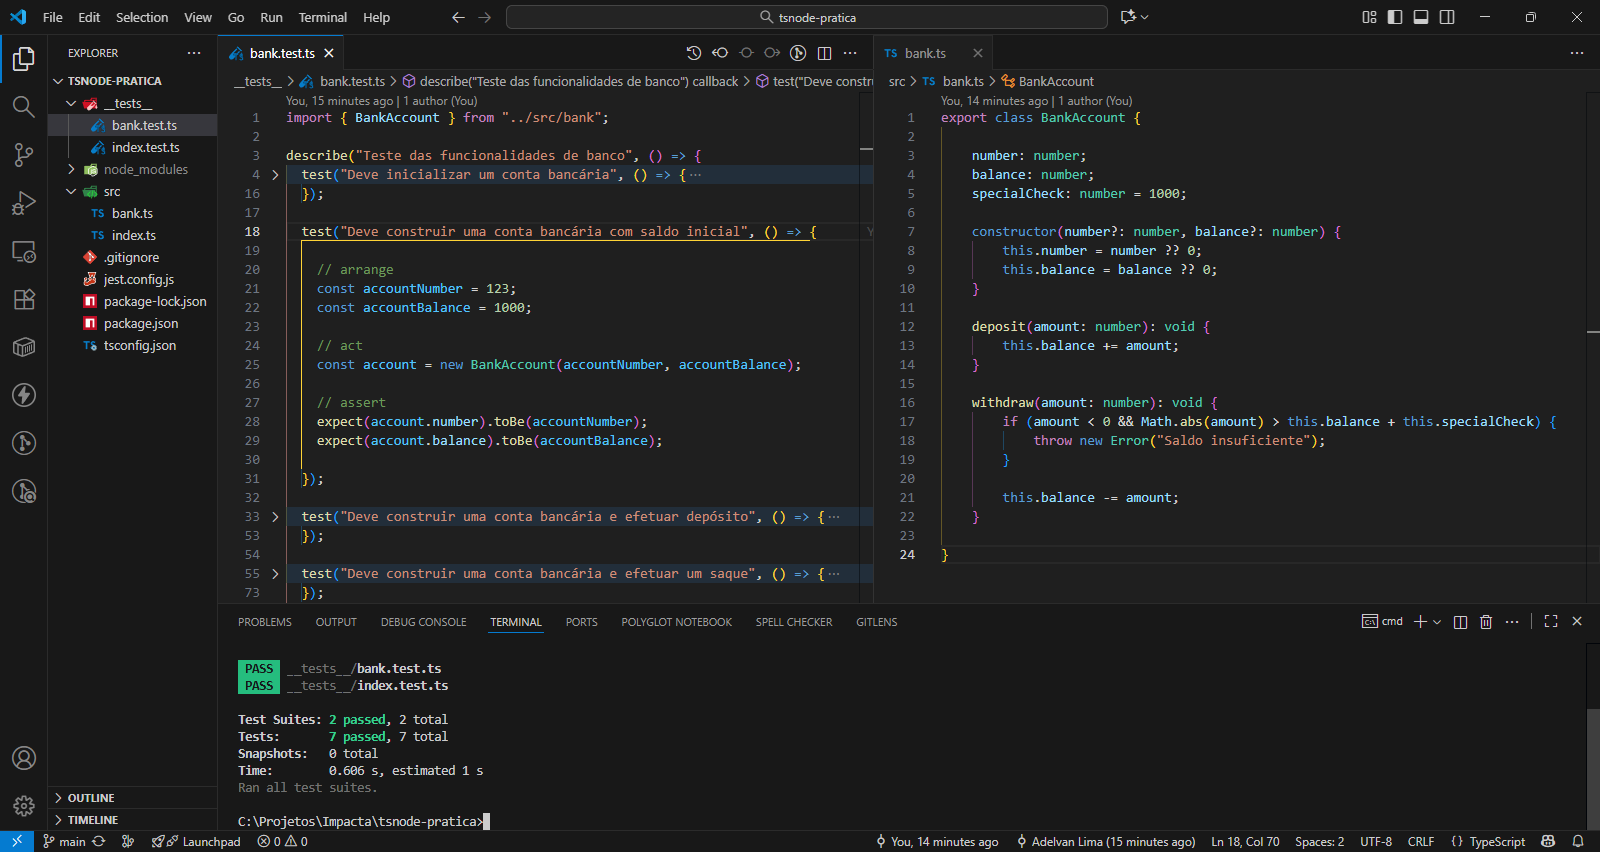 File Edit Selection View Go Run Terminal Help
tsnode-pratica
EXPLORER
TSNODE-PRATICA
__tests__
bank.test.ts
index.test.ts
node_modules
src
TS bank.ts
TS index.ts
.gitignore
jest.config.js
package-lock.json
package.json
TS tsconfig.json
OUTLINE
TIMELINE
bank.test.ts
__tests__ > bank.test.ts > describe("Teste das funcionalidades de banco") callback > test("Deve constru
You, 15 minutes ago | 1 author (You)
1 import { BankAccount } from "../src/bank";
2
3 describe("Teste das funcionalidades de banco", () => {
4 test("Deve inicializar um conta bancária", () => {···
16 });
17
18 test("Deve construir uma conta bancária com saldo inicial", () => {
19
20 // arrange
21 const accountNumber = 123;
22 const accountBalance = 1000;
23
24 // act
25 const account = new BankAccount(accountNumber, accountBalance);
26
27 // assert
28 expect(account.number).toBe(accountNumber);
29 expect(account.balance).toBe(accountBalance);
30
31 });
32
33 test("Deve construir uma conta bancária e efetuar depósito", () => {···
53 });
54
55 test("Deve construir uma conta bancária e efetuar um saque", () => {···
73 });
TS bank.ts
src > TS bank.ts > BankAccount
You, 14 minutes ago | 1 author (You)
1 export class BankAccount {
2
3 number: number;
4 balance: number;
5 specialCheck: number = 1000;
6
7 constructor(number?: number, balance?: number) {
8 this.number = number ?? 0;
9 this.balance = balance ?? 0;
10 }
11
12 deposit(amount: number): void {
13 this.balance += amount;
14 }
15
16 withdraw(amount: number): void {
17 if (amount < 0 && Math.abs(amount) > this.balance + this.specialCheck) {
18 throw new Error("Saldo insuficiente");
19 }
20
21 this.balance -= amount;
22 }
23
24 }
PROBLEMS OUTPUT DEBUG CONSOLE TERMINAL PORTS POLYGLOT NOTEBOOK SPELL CHECKER GITLENS
cmd
PASS __tests__/bank.test.ts
PASS __tests__/index.test.ts
Test Suites: 2 passed, 2 total
Tests: 7 passed, 7 total
Snapshots: 0 total
Time: 0.606 s, estimated 1 s
Ran all test suites.
C:\Projetos\Impacta\tsnode-pratica>
main Launchpad 0 0 You, 14 minutes ago Adelvan Lima (15 minutes ago) Ln 18, Col 70 Spaces: 2 UTF-8 CRLF {} TypeScript